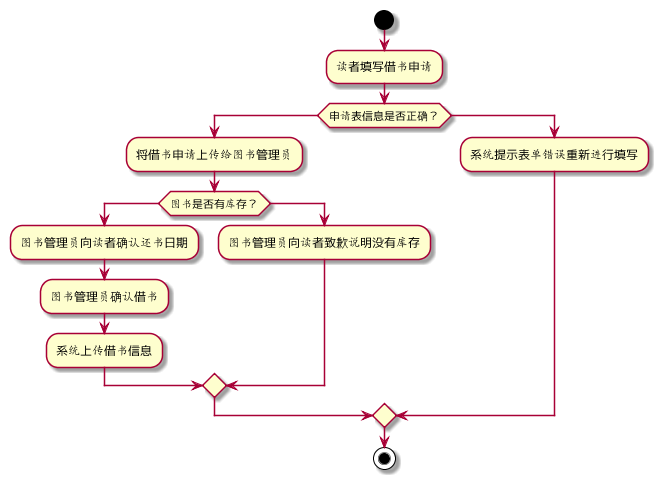 读者填写借书申请
申请表信息是否正确？
将借书申请上传给图书管理员
系统提示表单错误重新进行填写
图书是否有库存？
图书管理员向读者确认还书日期
图书管理员向读者致歉说明没有库存
图书管理员确认借书
系统上传借书信息